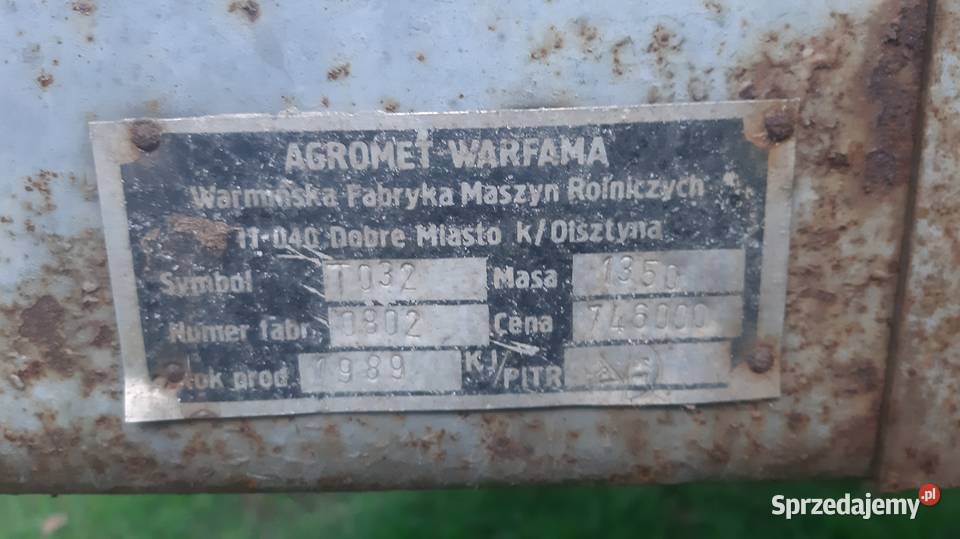 AGROMET WARFAMA
Warmińska Fabryka Maszyn Rolniczych
11-040 Dobre Miasto k/Olsztyna
Symbol T032 Masa 1350
Numer fabr. 0802 Cena 746000
Rok prod 1989 KJ/PITR
Sprzedajemy.pl